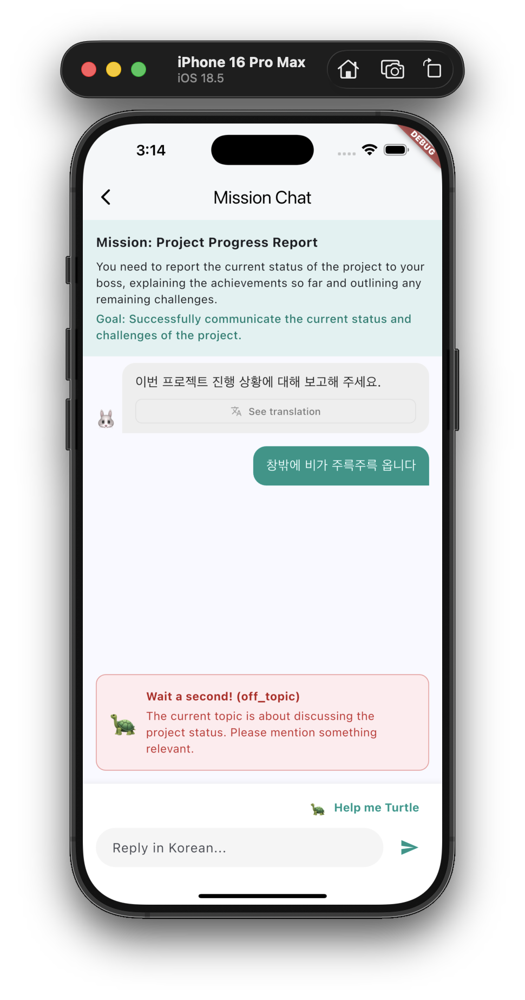 iPhone 16 Pro Max
iOS 18.5
3:14
DEBUG
Mission Chat
Mission: Project Progress Report
You need to report the current status of the project to your
boss, explaining the achievements so far and outlining any
remaining challenges.
Goal: Successfully communicate the current status and
challenges of the project.
이번 프로젝트 진행 상황에 대해 보고해 주세요.
See translation
창밖에 비가 주륵주륵 옵니다
Wait a second! (off_topic)
The current topic is about discussing the
project status. Please mention something
relevant.
Help me Turtle
Reply in Korean...